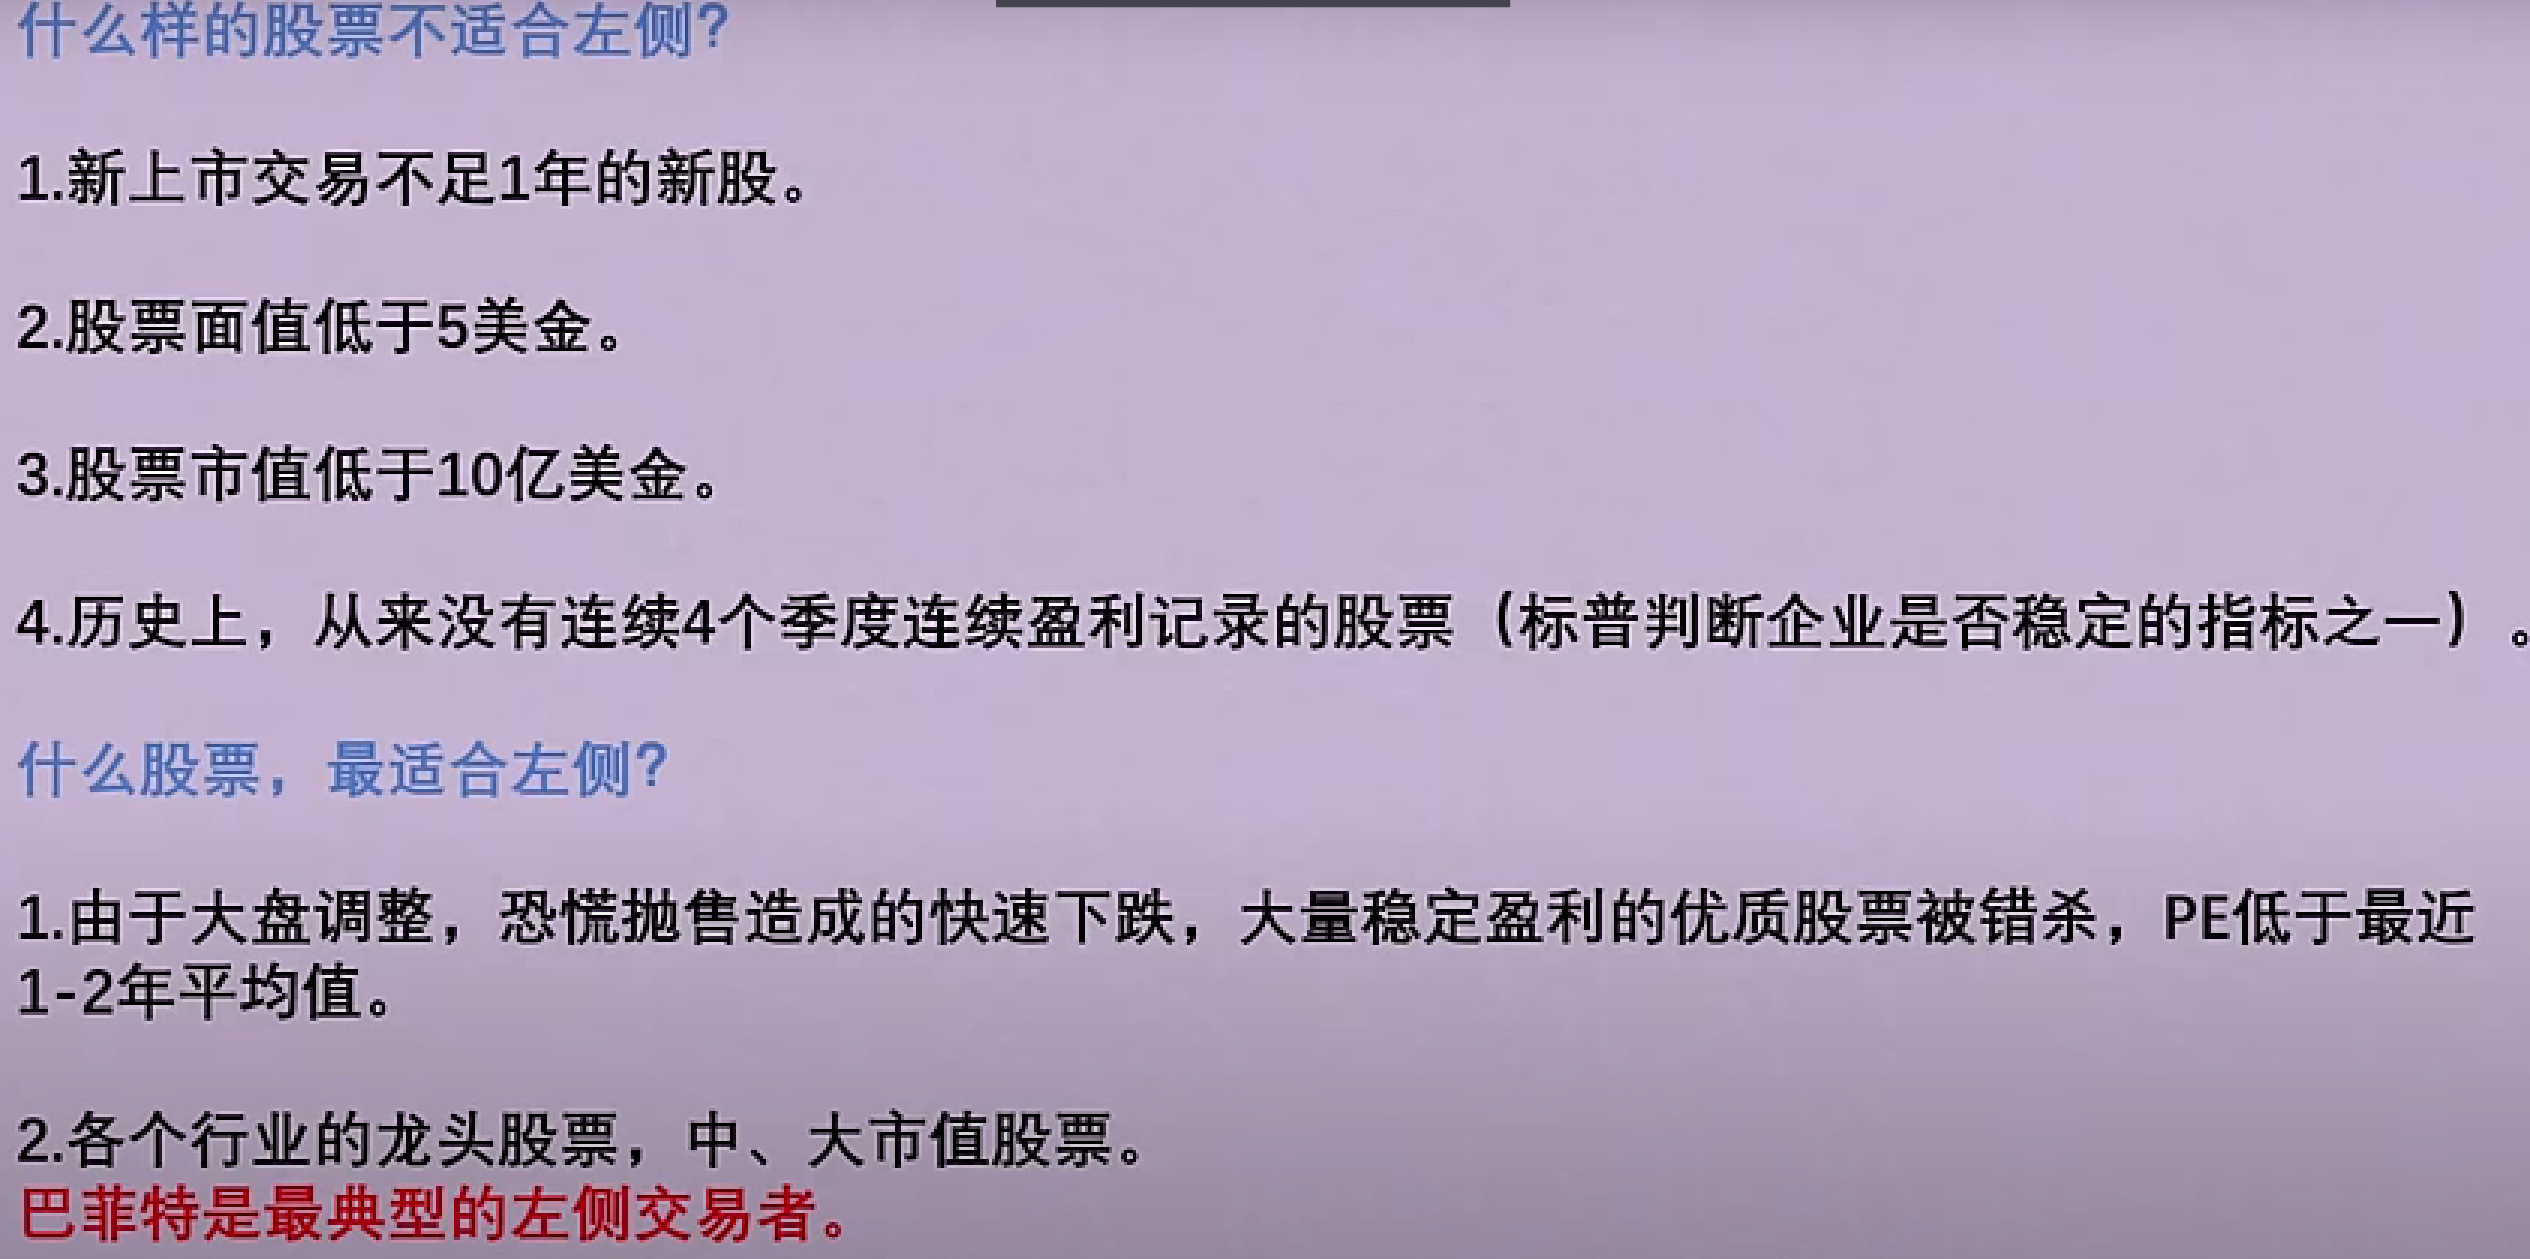 什么样的股票不适合左侧？
1.新上市交易不足1年的新股。
2.股票面值低于5美金。
3.股票市值低于10亿美金。
4.历史上，从来没有连续4个季度连续盈利记录的股票（标普判断企业是否稳定的指标之一）。
什么股票，最适合左侧？
1.由于大盘调整，恐慌抛售造成的快速下跌，大量稳定盈利的优质股票被错杀，PE低于最近
1-2年平均值。
2.各个行业的龙头股票，中、大市值股票。
巴菲特是最典型的左侧交易者。